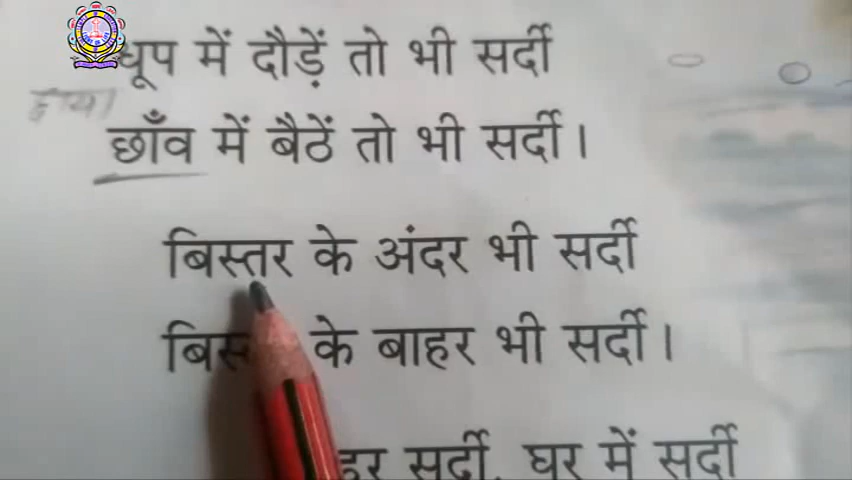 धूप में दौड़ें तो भी सर्दी
छाँव में बैठें तो भी सर्दी।
बिस्तर के अंदर भी सर्दी
के बाहर भी सर्दी।
सर्दी, घर में सर्दी